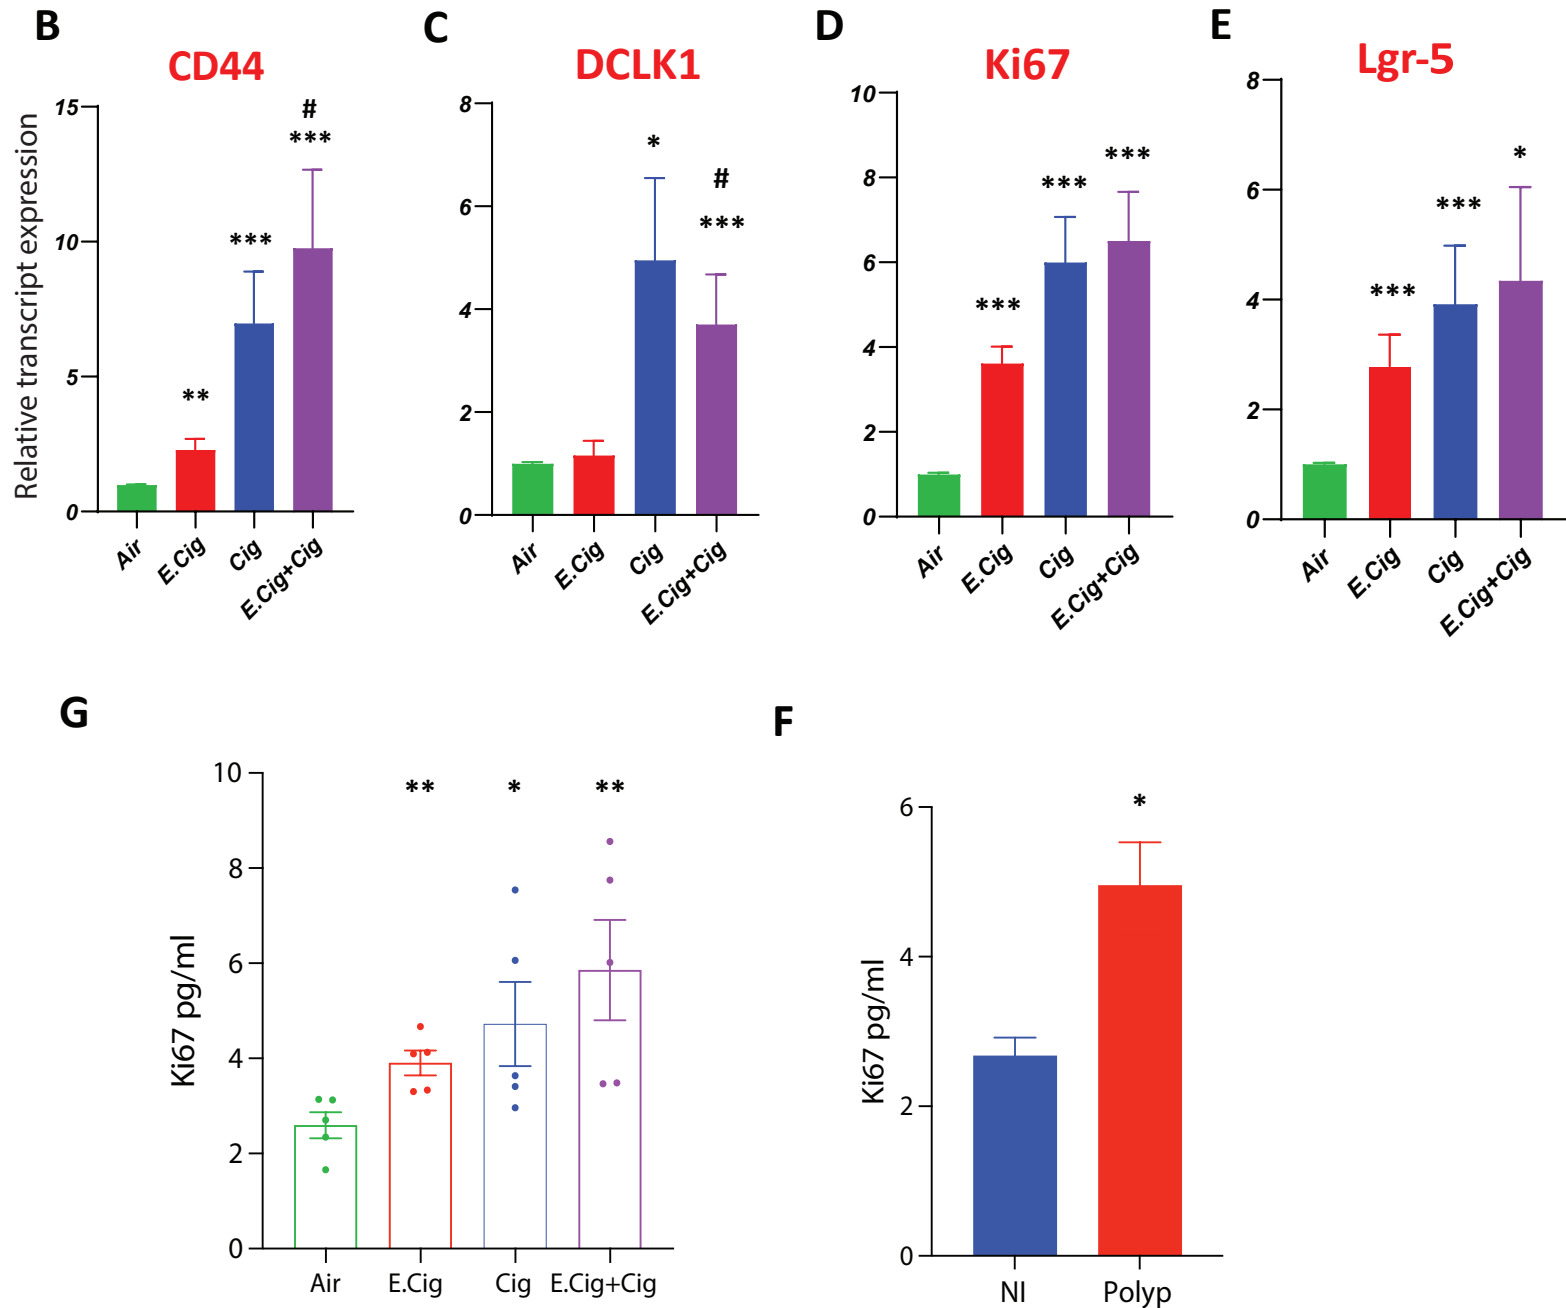 B
CD44
Relative transcript expression
15
10
5
0
**
***
#
***
Air
E.Cig
Cig
E.Cig+Cig
C
DCLK1
8
6
4
2
0
*
#
***
Air
E.Cig
Cig
E.Cig+Cig
D
Ki67
10
8
6
4
2
0
***
***
***
Air
E.Cig
Cig
E.Cig+Cig
E
Lgr-5
8
6
4
2
0
***
***
*
Air
E.Cig
Cig
E.Cig+Cig
G
Ki67 pg/ml
10
8
6
4
2
0
**
*
**
Air
E.Cig
Cig
E.Cig+Cig
F
Ki67 pg/ml
6
4
2
0
*
NI
Polyp